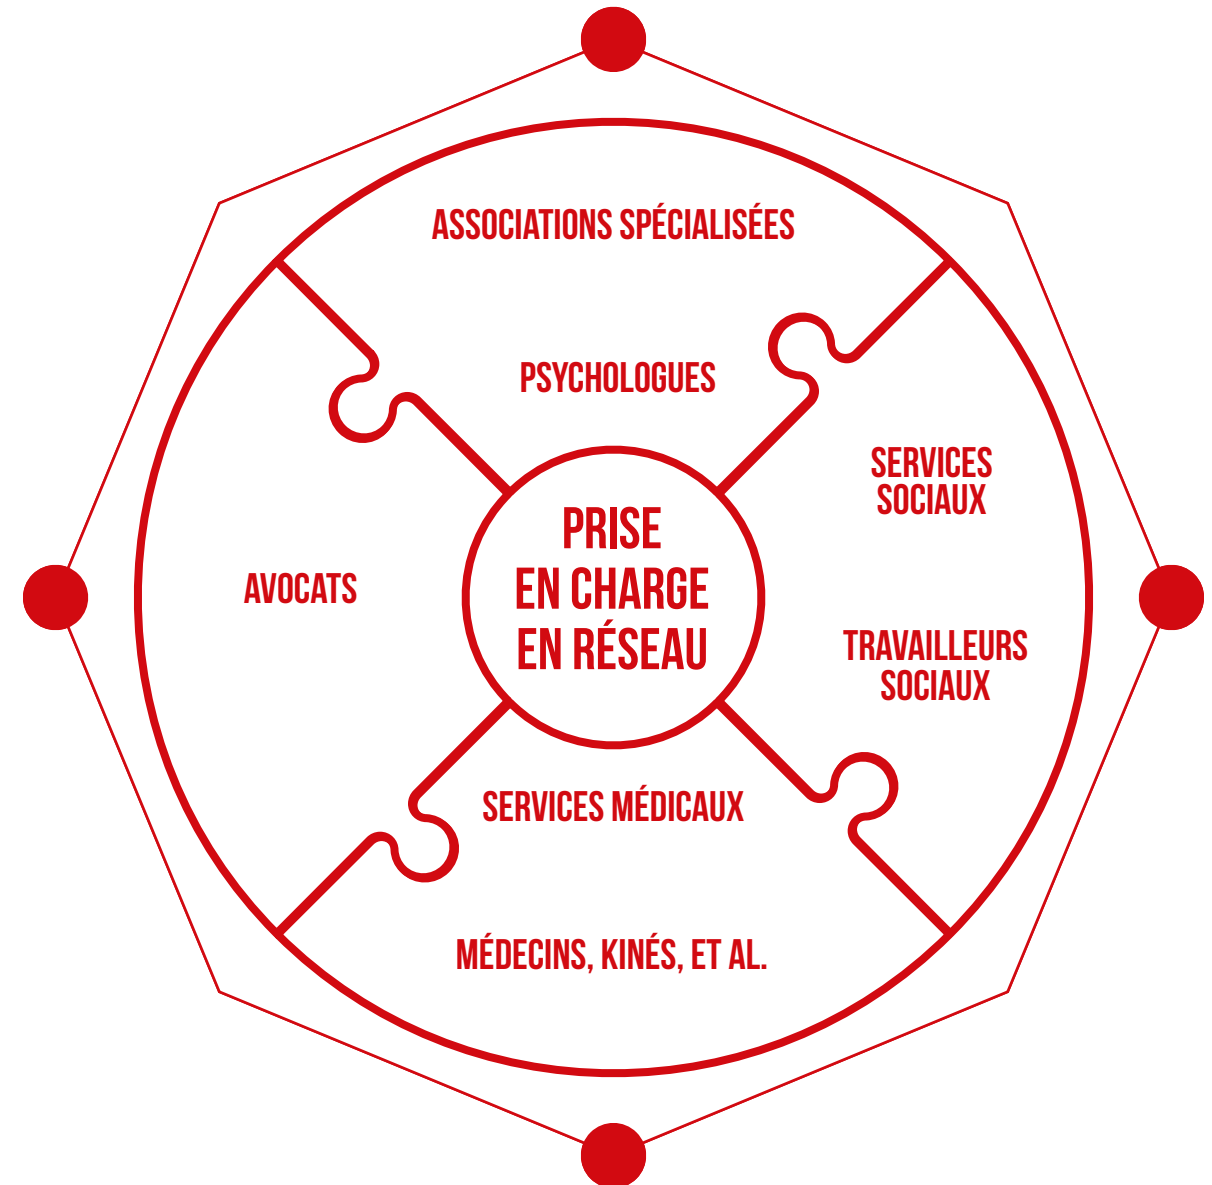 ASSOCIATIONS SPÉCIALISÉES
PSYCHOLOGUES
SERVICES
SOCIAUX
PRISE
EN CHARGE
EN RÉSEAU
AVOCATS
TRAVAILLEURS
SOCIAUX
SERVICES MÉDICAUX
MÉDECINS, KINÉS, ET AL.